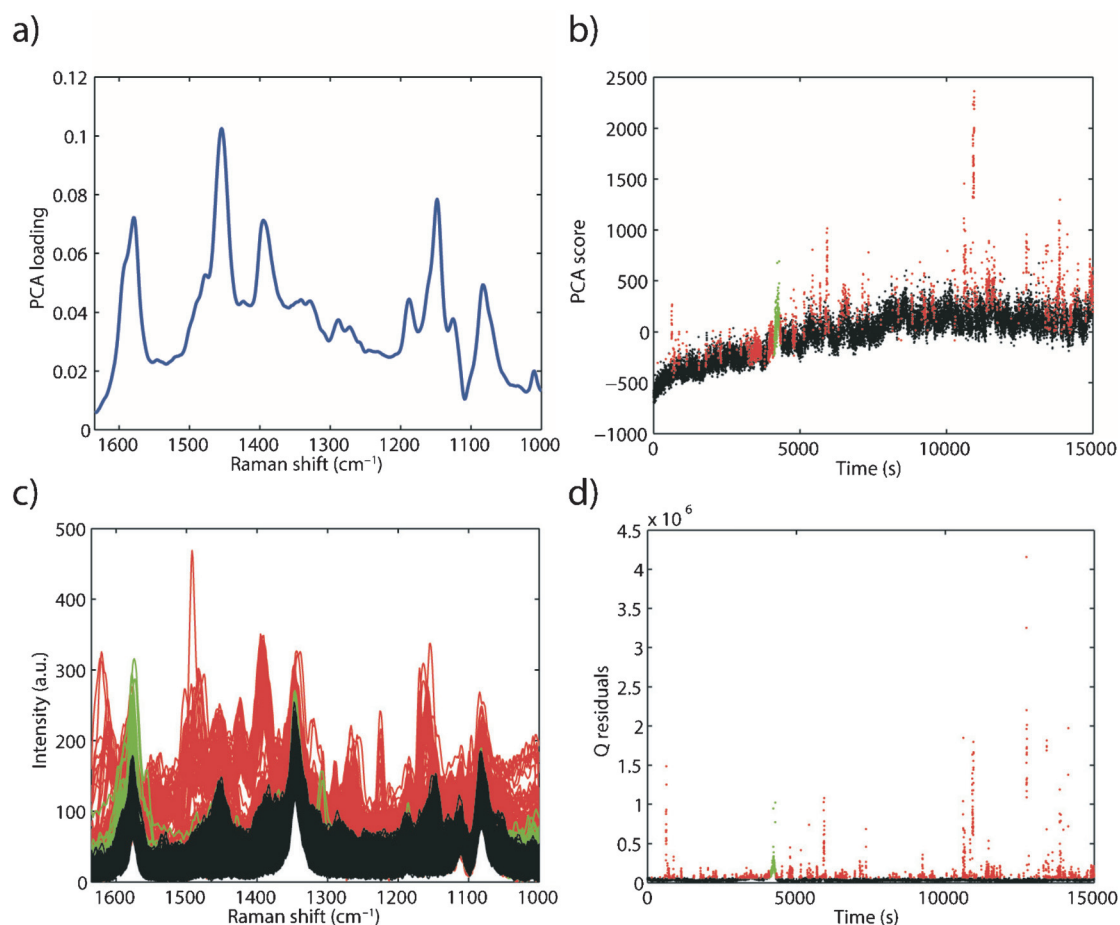 a)
0.12
0.1
0.08
0.06
0.04
0.02
0
PCA loading
1600 1500 1400 1300 1200 1100 1000
Raman shift (cm⁻¹)
b)
2500
2000
1500
1000
500
0
−500
−1000
PCA score
0 5000 10000 15000
Time (s)
c)
500
400
300
200
100
0
Intensity (a.u.)
1600 1500 1400 1300 1200 1100 1000
Raman shift (cm⁻¹)
d)
x 10 ⁶
4.5
4
3.5
3
2.5
2
1.5
1
0.5
0
Q residuals
0 5000 10000 15000
Time (s)